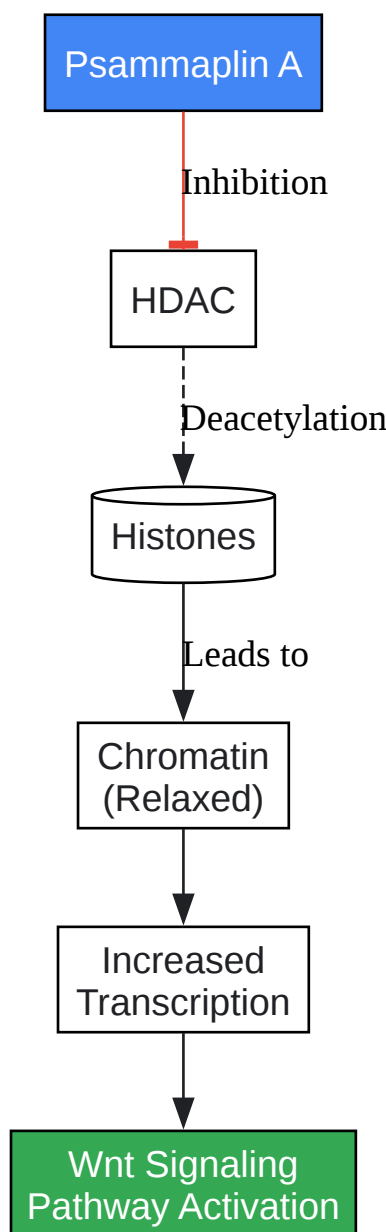 Psammaplin A
Inhibition
HDAC
Deacetylation
Histones
Leads to
Chromatin
(Relaxed)
Increased
Transcription
Wnt Signaling
Pathway Activation